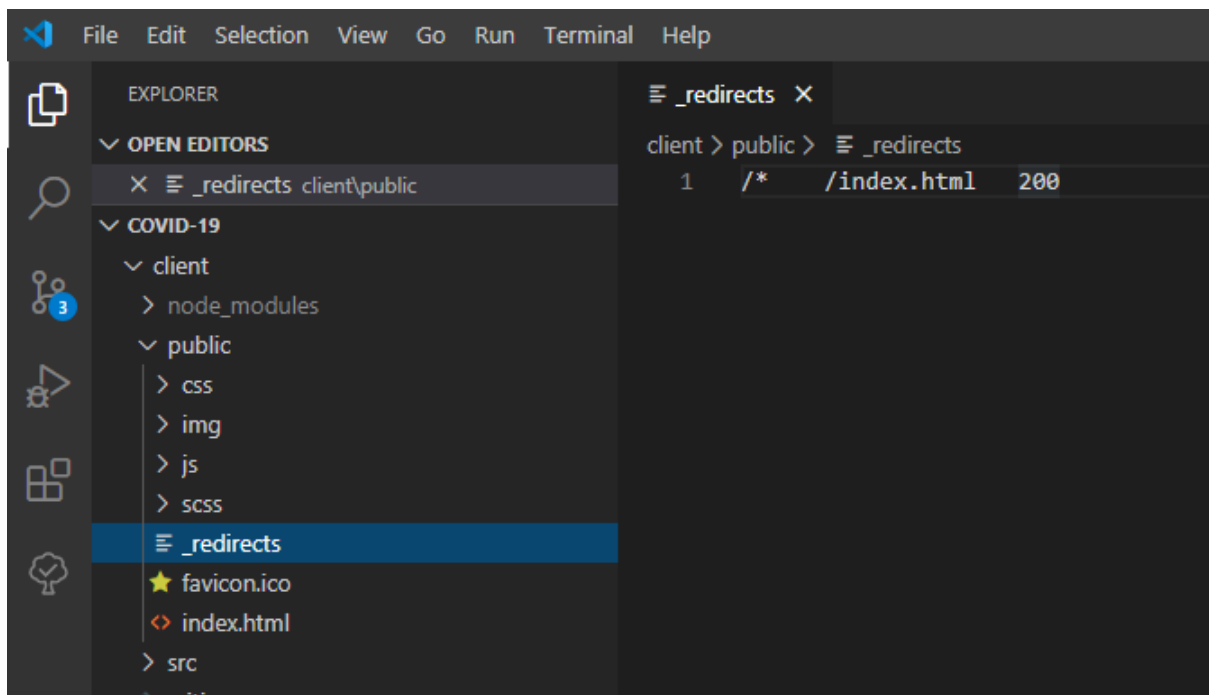 File Edit Selection View Go Run Terminal Help
EXPLORER
OPEN EDITORS
_redirects client\public
COVID-19
client
node_modules
public
css
img
js
scss
_redirects
favicon.ico
index.html
src
3
_redirects
client > public > _redirects
1 /* /index.html 200